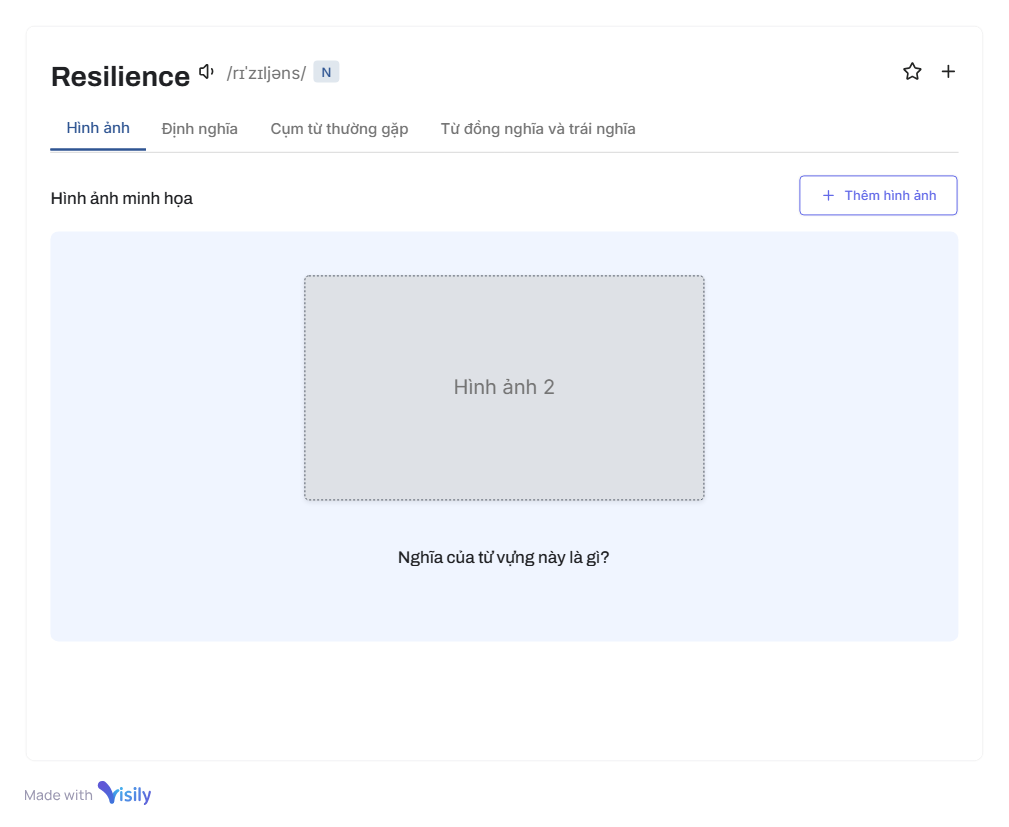 Resilience /rɪˈzɪljəns/ N
Hình ảnh Định nghĩa Cụm từ thường gặp Từ đồng nghĩa và trái nghĩa
Hình ảnh minh họa
Thêm hình ảnh
Hình ảnh 2
Nghĩa của từ vựng này là gì?
Made with Visily